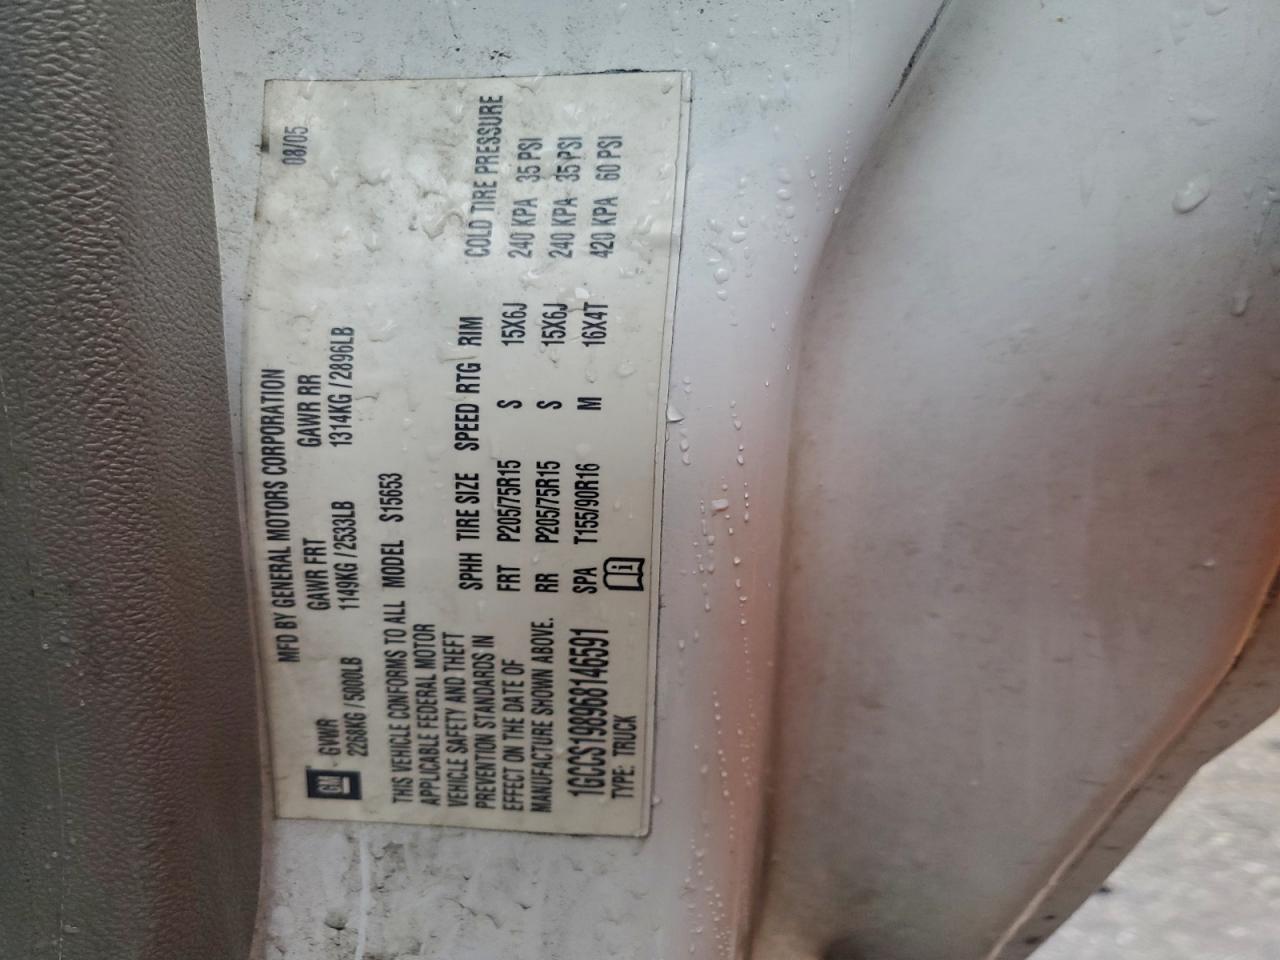 MFD BY GENERAL MOTORS CORPORATION 08/05
GM GVWR GAWR FRT GAWR RR
2268KG / 5000LB 1149KG / 2533LB 1314KG / 2896LB
THIS VEHICLE CONFORMS TO ALL MODEL S15653
APPLICABLE FEDERAL MOTOR
VEHICLE SAFETY AND THEFT
PREVENTION STANDARDS IN
EFFECT ON THE DATE OF
MANUFACTURE SHOWN ABOVE.
1GCCS198968146591
TYPE: TRUCK
SPHH TIRE SIZE SPEED RTG RIM COLD TIRE PRESSURE
FRT P205/75R15 S 15X6J 240 KPA 35 PSI
RR P205/75R15 S 15X6J 240 KPA 35 PSI
SPA T155/90R16 M 16X4T 420 KPA 60 PSI
i